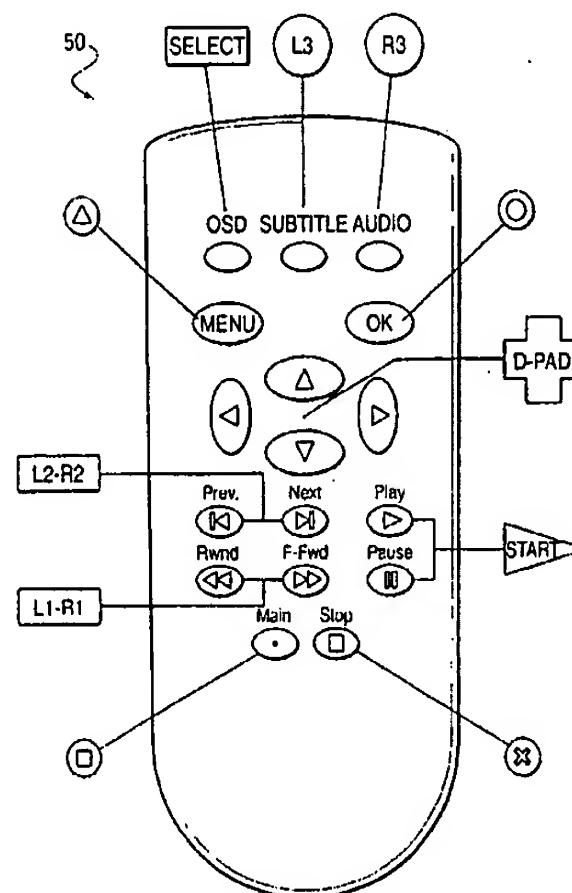 50
SELECT
L3
R3
OSD SUBTITLE AUDIO
MENU
OK
D-PAD
L2·R2
Prev. Next Play
START
Rwnd F-Fwd Pause
L1-R1
Main Stop